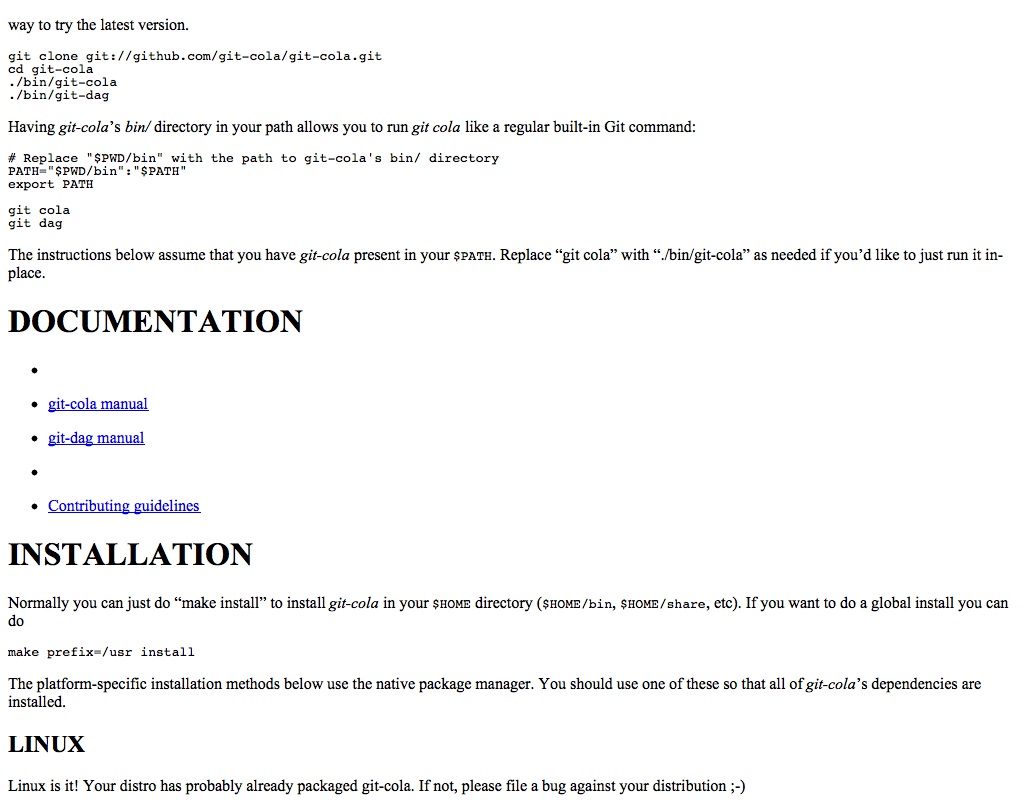 way to try the latest version.
git clone git://github.com/git-cola/git-cola.git
cd git-cola
./bin/git-cola
./bin/git-dag
Having git-cola’s bin/ directory in your path allows you to run git cola like a regular built-in Git command:
# Replace "$PWD/bin" with the path to git-cola's bin/ directory
PATH="$PWD/bin":"$PATH"
export PATH
git cola
git dag
The instructions below assume that you have git-cola present in your $PATH. Replace “git cola” with “./bin/git-cola” as needed if you’d like to just run it in-
place.
DOCUMENTATION
•
• git-cola manual
• git-dag manual
•
• Contributing guidelines
INSTALLATION
Normally you can just do “make install” to install git-cola in your $HOME directory ($HOME/bin, $HOME/share, etc). If you want to do a global install you can
do
make prefix=/usr install
The platform-specific installation methods below use the native package manager. You should use one of these so that all of git-cola’s dependencies are
installed.
LINUX
Linux is it! Your distro has probably already packaged git-cola. If not, please file a bug against your distribution ;-)